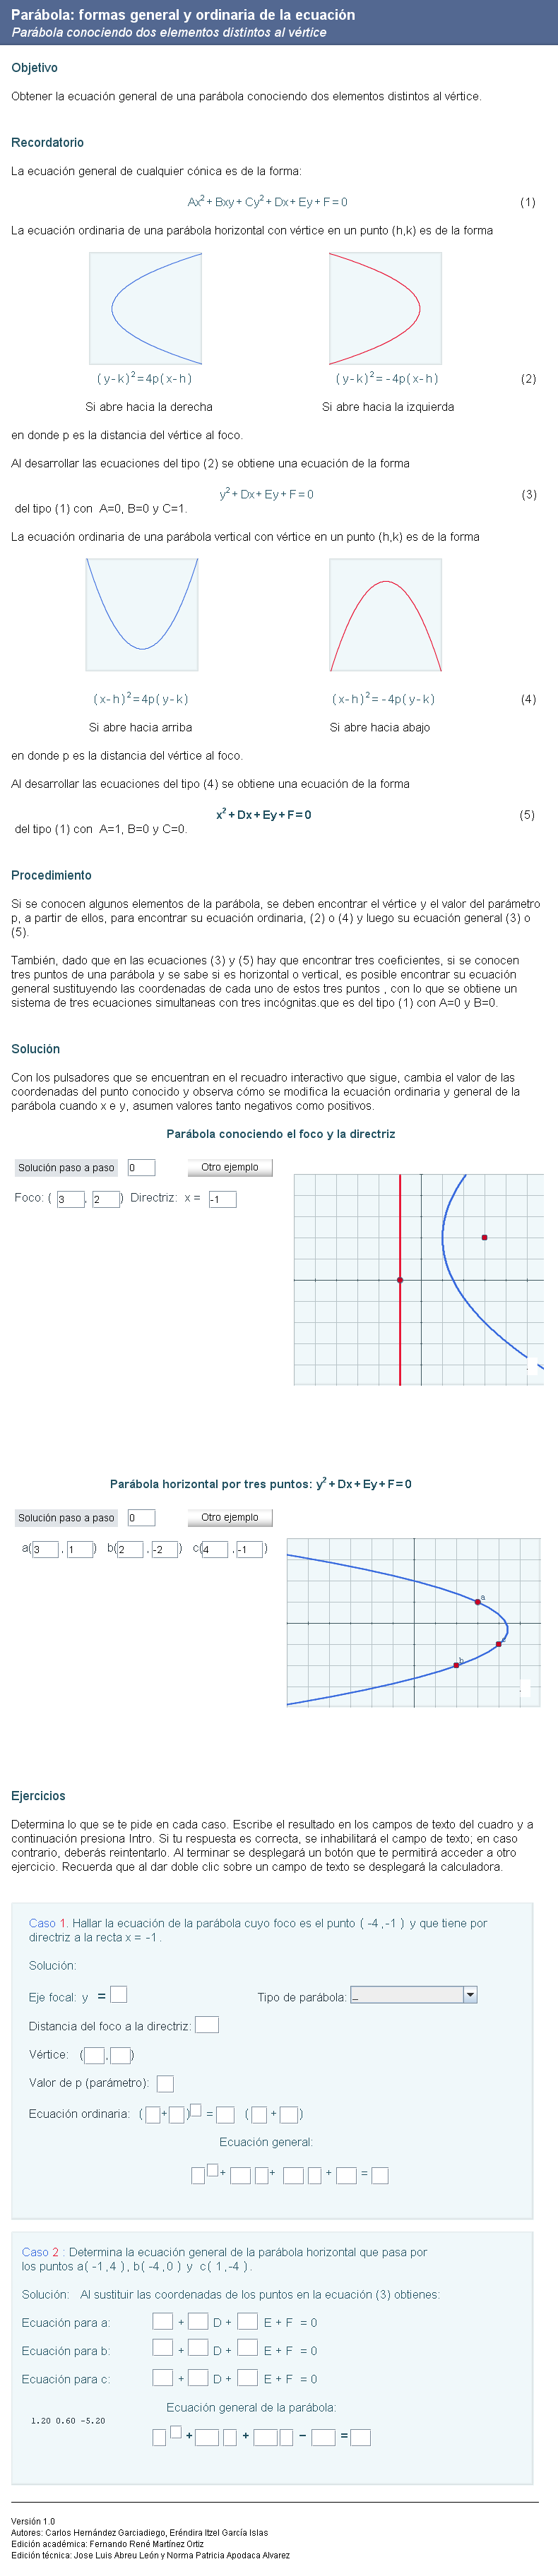 Parábola: formas general y ordinaria de la ecuación
Parábola conociendo dos elementos distintos al vértice
Objetivo
Obtener la ecuación general de una parábola conociendo dos elementos distintos al vértice.
Recordatorio
La ecuación general de cualquier cónica es de la forma:
Ax² + Bxy + Cy² + Dx + Ey + F = 0 (1)
La ecuación ordinaria de una parábola horizontal con vértice en un punto (h,k) es de la forma
(y-k)²=4p(x-h) (y-k)²=-4p(x-h) (2)
Si abre hacia la derecha Si abre hacia la izquierda
en donde p es la distancia del vértice al foco.
Al desarrollar las ecuaciones del tipo (2) se obtiene una ecuación de la forma
y² + Dx + Ey + F = 0 (3)
del tipo (1) con A=0, B=0 y C=1.
La ecuación ordinaria de una parábola vertical con vértice en un punto (h,k) es de la forma
(x-h)²=4p(y-k) (x-h)²=-4p(y-k) (4)
Si abre hacia arriba Si abre hacia abajo
en donde p es la distancia del vértice al foco.
Al desarrollar las ecuaciones del tipo (4) se obtiene una ecuación de la forma
x² + Dx + Ey + F = 0 (5)
del tipo (1) con A=1, B=0 y C=0.
Procedimiento
Si se conocen algunos elementos de la parábola, se deben encontrar el vértice y el valor del parámetro
p, a partir de ellos, para encontrar su ecuación ordinaria, (2) o (4) y luego su ecuación general (3) o
(5).
También, dado que en las ecuaciones (3) y (5) hay que encontrar tres coeficientes, si se conocen
tres puntos de una parábola y se sabe si es horizontal o vertical, es posible encontrar su ecuación
general sustituyendo las coordenadas de cada uno de estos tres puntos , con lo que se obtiene un
sistema de tres ecuaciones simultaneas con tres incógnitas.que es del tipo (1) con A=0 y B=0.
Solución
Con los pulsadores que se encuentran en el recuadro interactivo que sigue, cambia el valor de las
coordenadas del punto conocido y observa cómo se modifica la ecuación ordinaria y general de la
parábola cuando x e y, asumen valores tanto negativos como positivos.
Parábola conociendo el foco y la directriz
Solución paso a paso 0 Otro ejemplo
Foco: ( 3 , 2 ) Directriz: x = -1
Parábola horizontal por tres puntos: y² + Dx + Ey + F = 0
Solución paso a paso 0 Otro ejemplo
a( 3 , 1 ) b( 2 , -2 ) c( 4 , -1 )
a
b
Ejercicios
Determina lo que se te pide en cada caso. Escribe el resultado en los campos de texto del cuadro y a
continuación presiona Intro. Si tu respuesta es correcta, se inhabilitará el campo de texto; en caso
contrario, deberás reintentarlo. Al terminar se desplegará un botón que te permitirá acceder a otro
ejercicio. Recuerda que al dar doble clic sobre un campo de texto se desplegará la calculadora.
Caso 1. Hallar la ecuación de la parábola cuyo foco es el punto ( -4 ,-1 ) y que tiene por
directriz a la recta x = -1 .
Solución:
Eje focal: y = Tipo de parábola: _
Distancia del foco a la directriz:
Vértice: ( , )
Valor de p (parámetro):
Ecuación ordinaria: ( + ) = ( + )
Ecuación general:
+ + + =
Caso 2 : Determina la ecuación general de la parábola horizontal que pasa por
los puntos a( -1 ,4 ) , b( -4 ,0 ) y c( 1 ,-4 ) .
Solución: Al sustituir las coordenadas de los puntos en la ecuación (3) obtienes:
Ecuación para a: + D + E + F = 0
Ecuación para b: + D + E + F = 0
Ecuación para c: + D + E + F = 0
Ecuación general de la parábola:
1.20 0.60 -5.20
+ + − =
Versión 1.0
Autores: Carlos Hernández Garciadiego, Eréndira Itzel García Islas
Edición académica: Fernando René Martínez Ortiz
Edición técnica: Jose Luis Abreu León y Norma Patricia Apodaca Alvarez